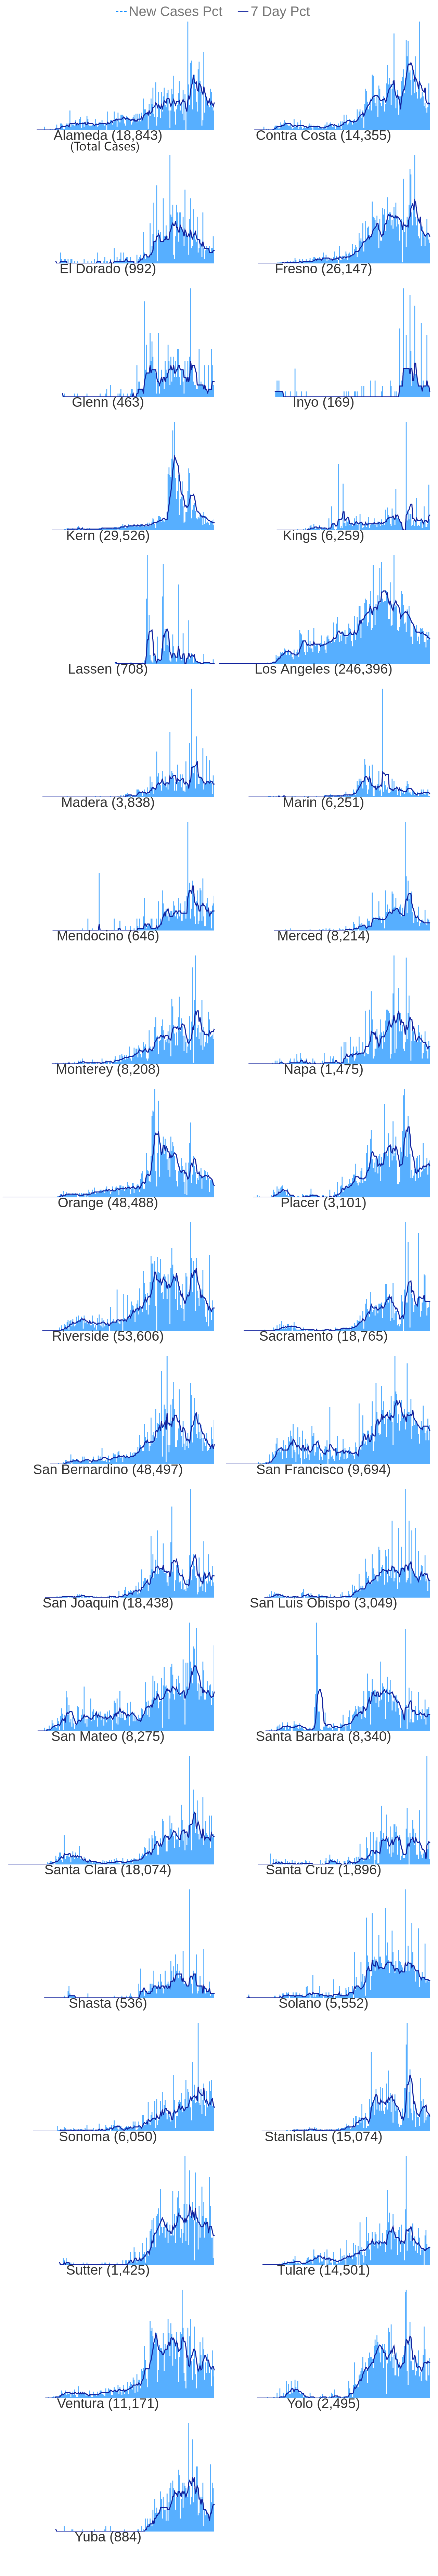 New Cases Pct 7 Day Pct
Alameda (18,843) Contra Costa (14,355)
(Total Cases)
El Dorado (992) Fresno (26,147)
Glenn (463) Inyo (169)
Kern (29,526) Kings (6,259)
Lassen (708) Los Angeles (246,396)
Madera (3,838) Marin (6,251)
Mendocino (646) Merced (8,214)
Monterey (8,208) Napa (1,475)
Orange (48,488) Placer (3,101)
Riverside (53,606) Sacramento (18,765)
San Bernardino (48,497) San Francisco (9,694)
San Joaquin (18,438) San Luis Obispo (3,049)
San Mateo (8,275) Santa Barbara (8,340)
Santa Clara (18,074) Santa Cruz (1,896)
Shasta (536) Solano (5,552)
Sonoma (6,050) Stanislaus (15,074)
Sutter (1,425) Tulare (14,501)
Ventura (11,171) Yolo (2,495)
Yuba (884)